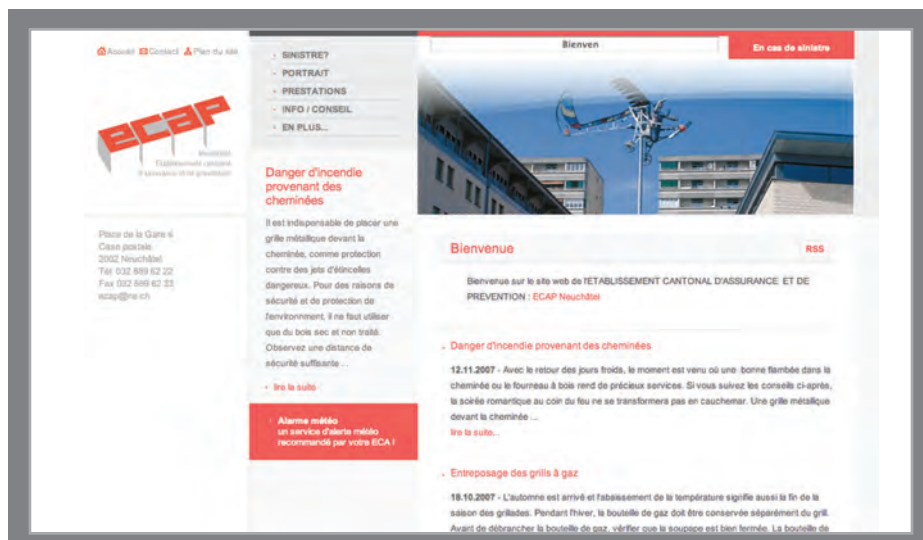 Accueil Contact Plan du site
ecap
Neuchâtel
Etablissement cantonal
d'assurance et de prévention
Place de la Gare 4
Case postale
2002 Neuchâtel
Tél 032 889 62 22
Fax 032 889 62 33
ecap@ne.ch
SINISTRE?
PORTRAIT
PRESTATIONS
INFO / CONSEIL
EN PLUS...
Danger d'incendie
provenant des
cheminées
Il est indispensable de placer une
grille métallique devant la
cheminée, comme protection
contre des jets d'étincelles
dangereux. Pour des raisons de
sécurité et de protection de
l'environnment, il ne faut utiliser
que du bois sec et non traité.
Observez une distance de
sécurité suffisante ...
lire la suite
Alarme météo
un service d'alerte météo
recommandé par votre ECA !
Bienven
En cas de sinistre
Bienvenue RSS
Bienvenue sur le site web de l'ETABLISSEMENT CANTONAL D'ASSURANCE ET DE
PREVENTION : ECAP Neuchâtel
Danger d'incendie provenant des cheminées
12.11.2007 - Avec le retour des jours froids, le moment est venu où une bonne flambée dans la
cheminée ou le fourneau à bois rend de précieux services. Si vous suivez les conseils ci-après,
la soirée romantique au coin du feu ne se transformera pas en cauchemar. Une grille métallique
devant la cheminée ...
lire la suite...
Entreposage des grills à gaz
18.10.2007 - L'automne est arrivé et l'abaissement de la température signifie aussi la fin de la
saison des grillades. Pendant l'hiver, la bouteille de gaz doit être conservée séparément du gril.
Avant de débrancher la bouteille de gaz, vérifier que la soupape est bien fermée. La bouteille de